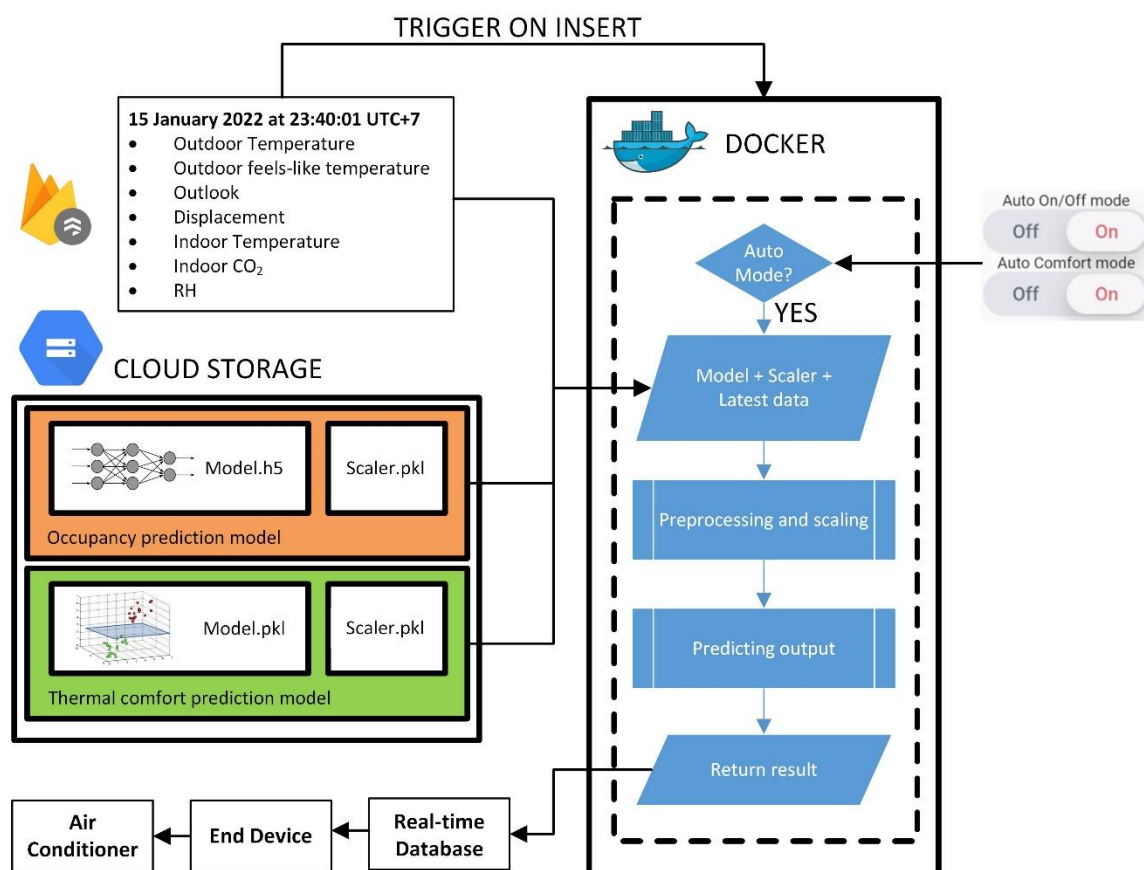 TRIGGER ON INSERT
15 January 2022 at 23:40:01 UTC+7
• Outdoor Temperature
• Outdoor feels-like temperature
• Outlook
• Displacement
• Indoor Temperature
• Indoor CO₂
• RH
CLOUD STORAGE
Model.h5
Scaler.pkl
Occupancy prediction model
Model.pkl
Scaler.pkl
Thermal comfort prediction model
DOCKER
Auto
Mode?
YES
Model + Scaler +
Latest data
Preprocessing and scaling
Predicting output
Return result
Auto On/Off mode
Off On
Auto Comfort mode
Off On
Real-time
Database
End Device
Air
Conditioner